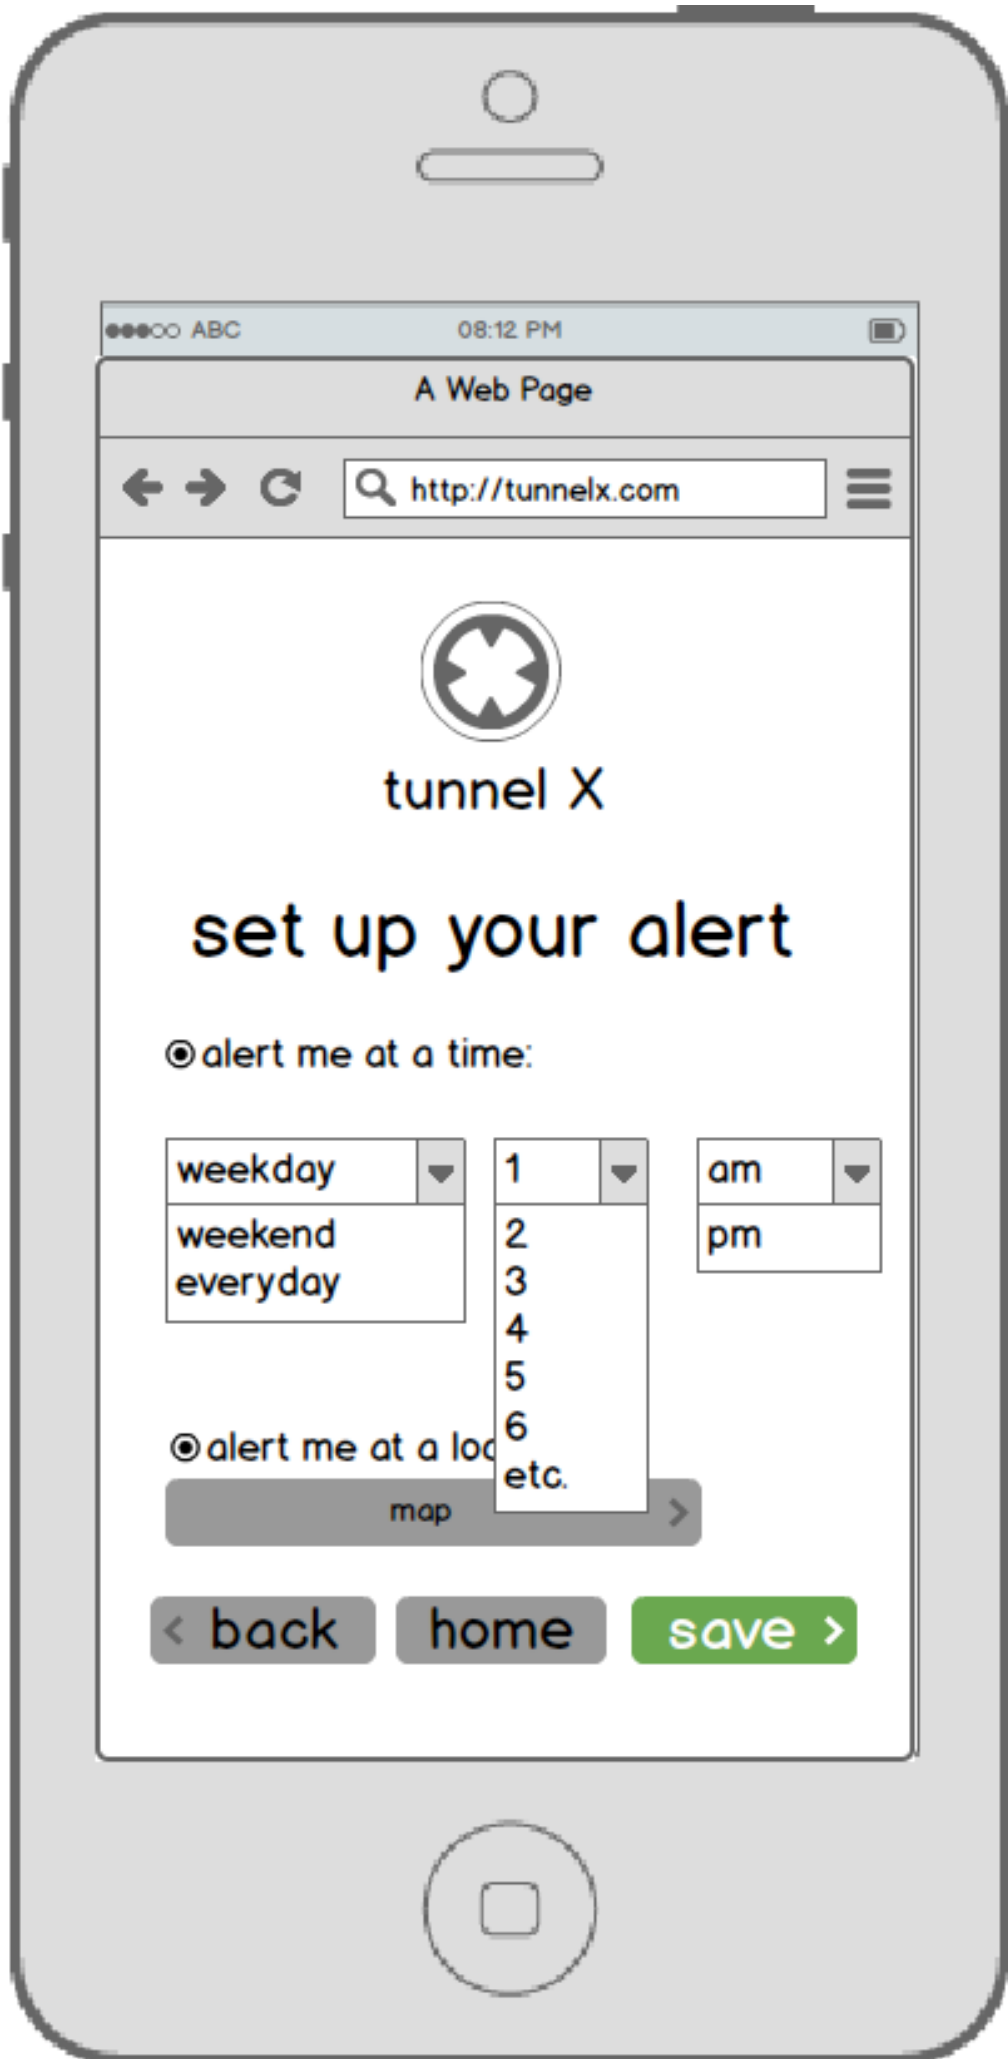 ABC 08:12 PM
A Web Page
http://tunnelx.com
tunnel X
set up your alert
alert me at a time:
weekday 1 am
weekend 2 pm
everyday 3
4
5
6
alert me at a
etc.
map
back home save